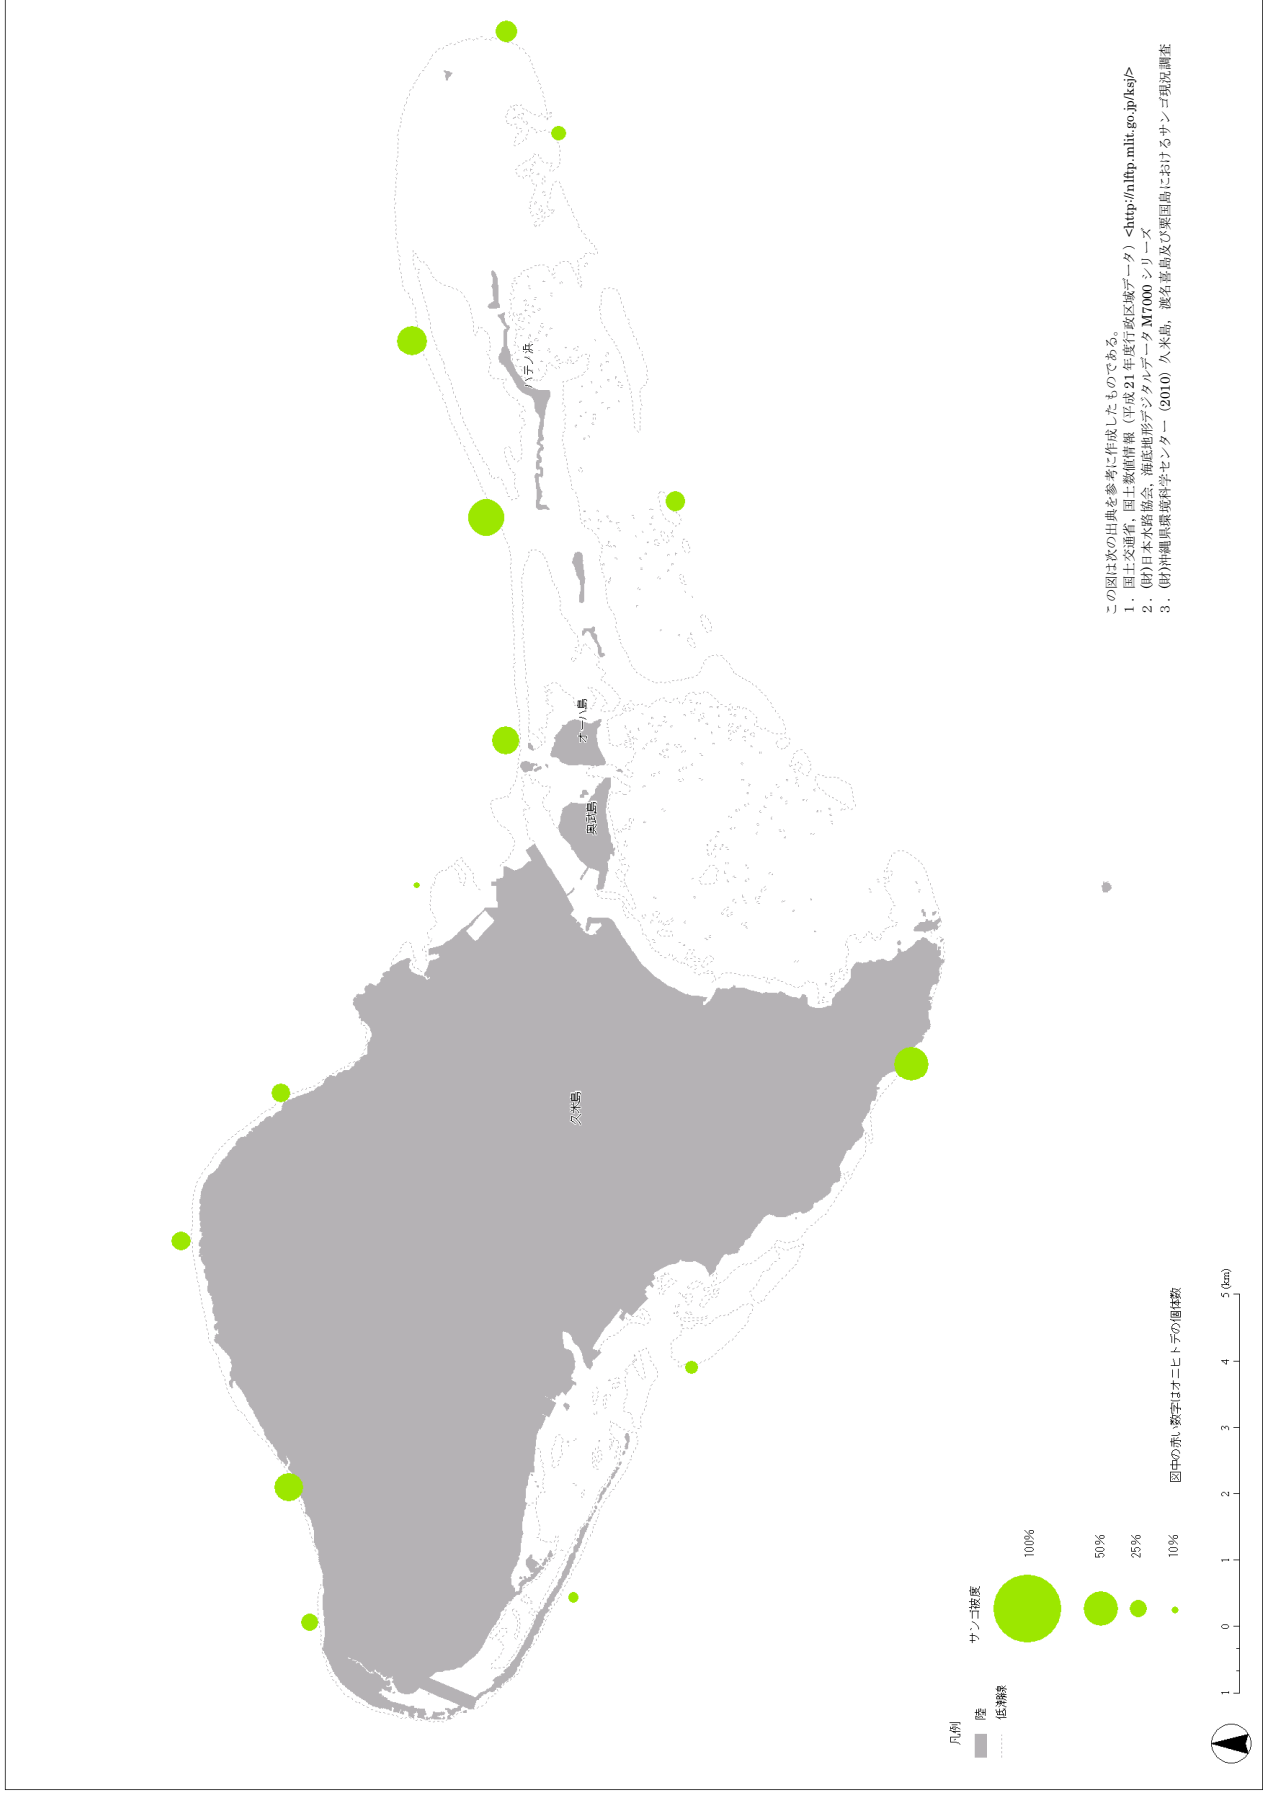 この図は次の出典を参考に作成したものである。
1．国土交通省，国土数値情報（平成21年度行政区域データ）<http://nlftp.mlit.go.jp/ksj/>
2．(財)日本水路協会，海底地形デジタルデータ M7000 シリーズ
3．(財)沖縄県環境科学センター（2010）久米島，渡名喜島及び粟国島におけるサンゴ現況調査
ハテノ浜
オーハ島
奥武島
久米島
凡例
陸
低潮線
サンゴ被度
100%
50%
25%
10%
図中の赤い数字はオニヒトデの個体数
1 0 1 2 3 4 5 (km)